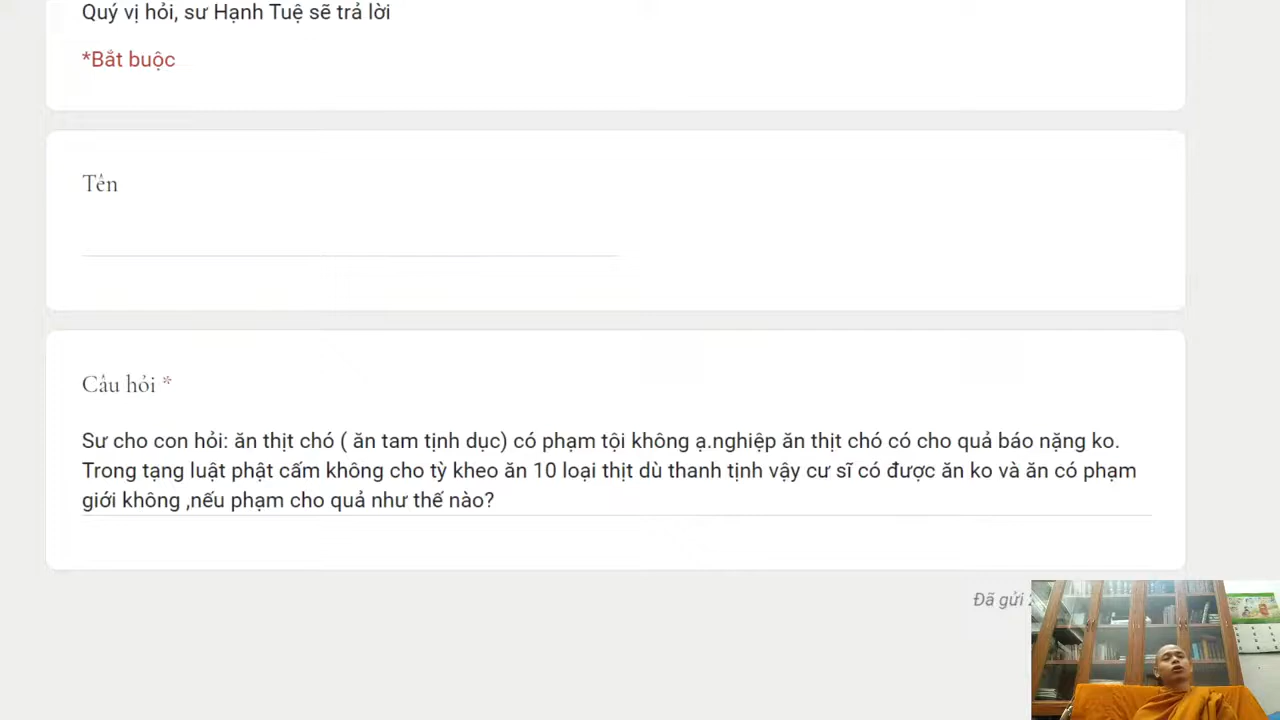 Quý vị hỏi, sư Hạnh Tuệ sẽ trả lời
*Bắt buộc
Tên
Câu hỏi *
Sư cho con hỏi: ăn thịt chó ( ăn tam tịnh dục) có phạm tội không ạ.nghiệp ăn thịt chó có cho quả báo nặng ko.
Trong tạng luật phật cấm không cho tỳ kheo ăn 10 loại thịt dù thanh tịnh vậy cư sĩ có được ăn ko và ăn có phạm
giới không ,nếu phạm cho quả như thế nào?
Đã gửi